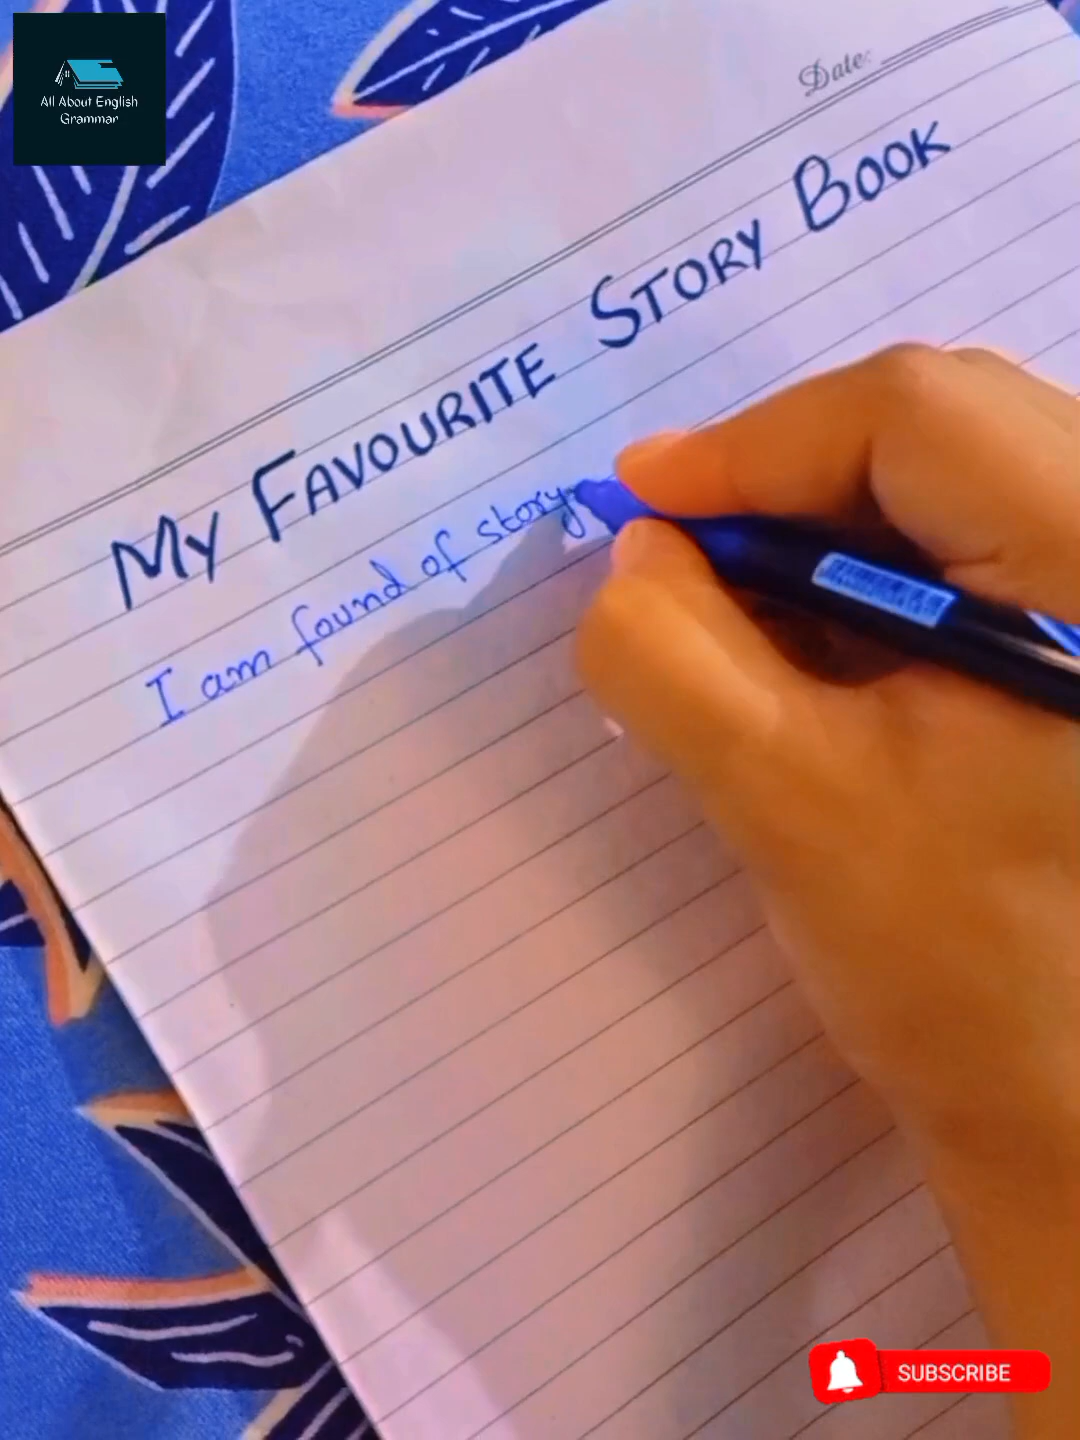 All About English
Grammar
Date:
MY FAVOURITE STORY BOOK
I am found of story
SUBSCRIBE